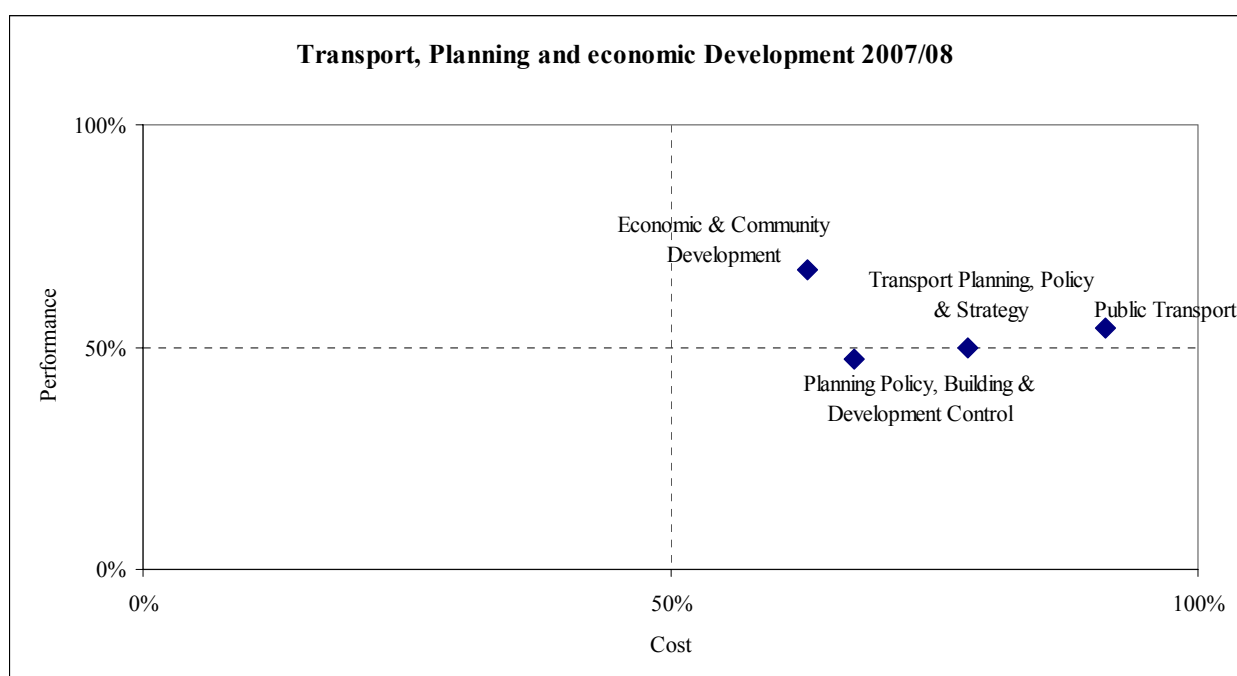 Transport, Planning and economic Development 2007/08
100%
Economic & Community
Development
Transport Planning, Policy
& Strategy
Public Transport
50%
Performance
Planning Policy, Building &
Development Control
0%
0%
50%
100%
Cost